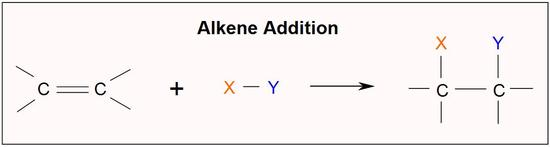 Alkene Addition
X Y
C C + X — Y
C C